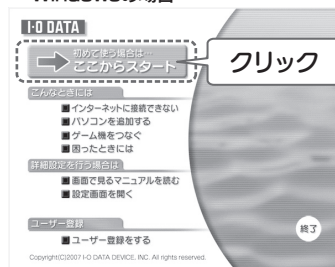 I-O DATA
初めて使う場合は…
ここからスタート
クリック
こんなときには
■インターネットに接続できない
■パソコンを追加する
■ゲーム機をつなぐ
■困ったときには
詳細設定を行う場合は
■画面で見るマニュアルを読む
■設定画面を開く
ユーザー登録
■ユーザー登録をする
終了
Copyright(C)2007 I-O DATA DEVICE, INC. All rights reserved.